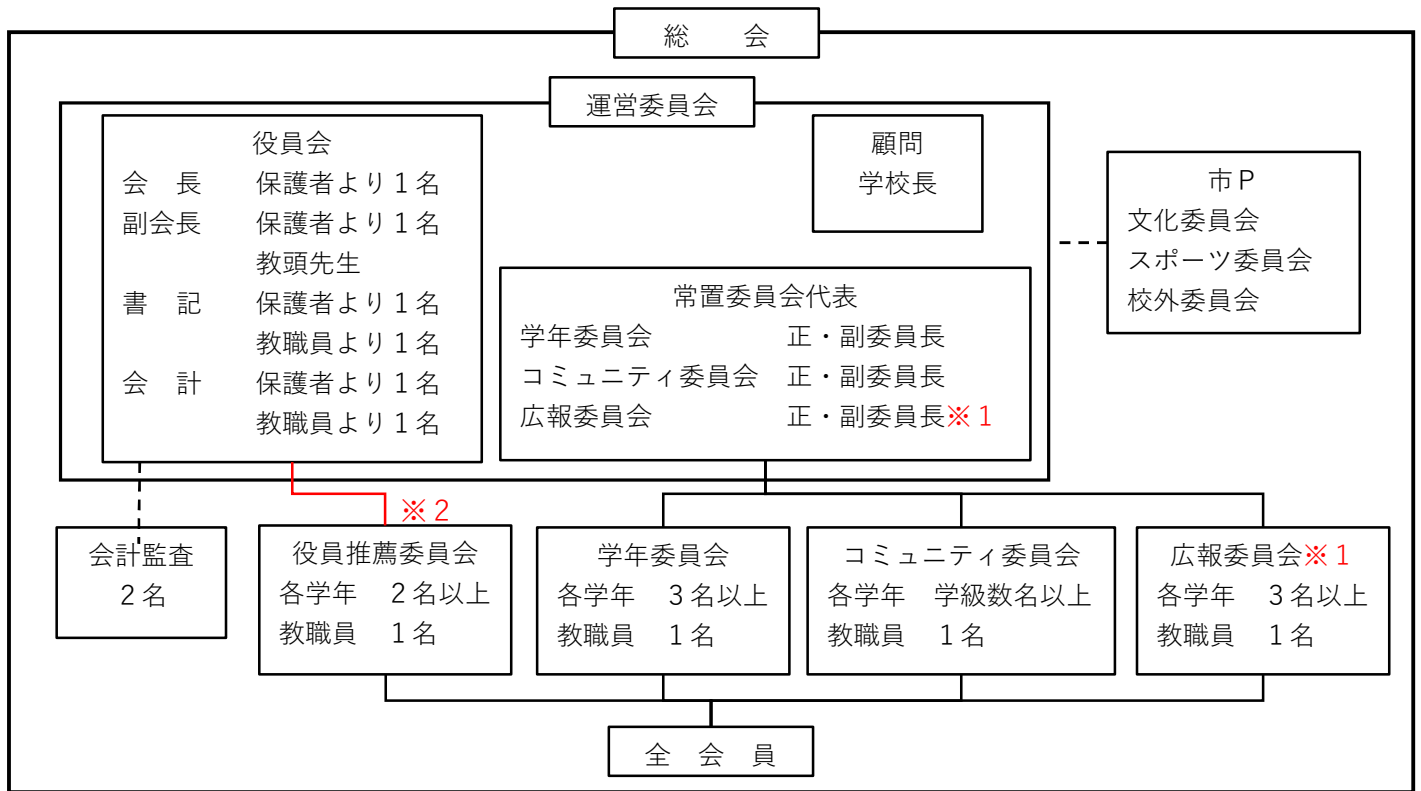 総　会
運営委員会
役員会
会　長　保護者より１名
副会長　保護者より１名
教頭先生
書　記　保護者より１名
教職員より１名
会　計　保護者より１名
教職員より１名
顧問
学校長
常置委員会代表
学年委員会　正・副委員長
コミュニティ委員会　正・副委員長
広報委員会　正・副委員長※１
市Ｐ
文化委員会
スポーツ委員会
校外委員会
※２
会計監査
２名
役員推薦委員会
各学年　２名以上
教職員　１名
学年委員会
各学年　３名以上
教職員　１名
コミュニティ委員会
各学年　学級数名以上
教職員　１名
広報委員会※１
各学年　３名以上
教職員　１名
全　会　員